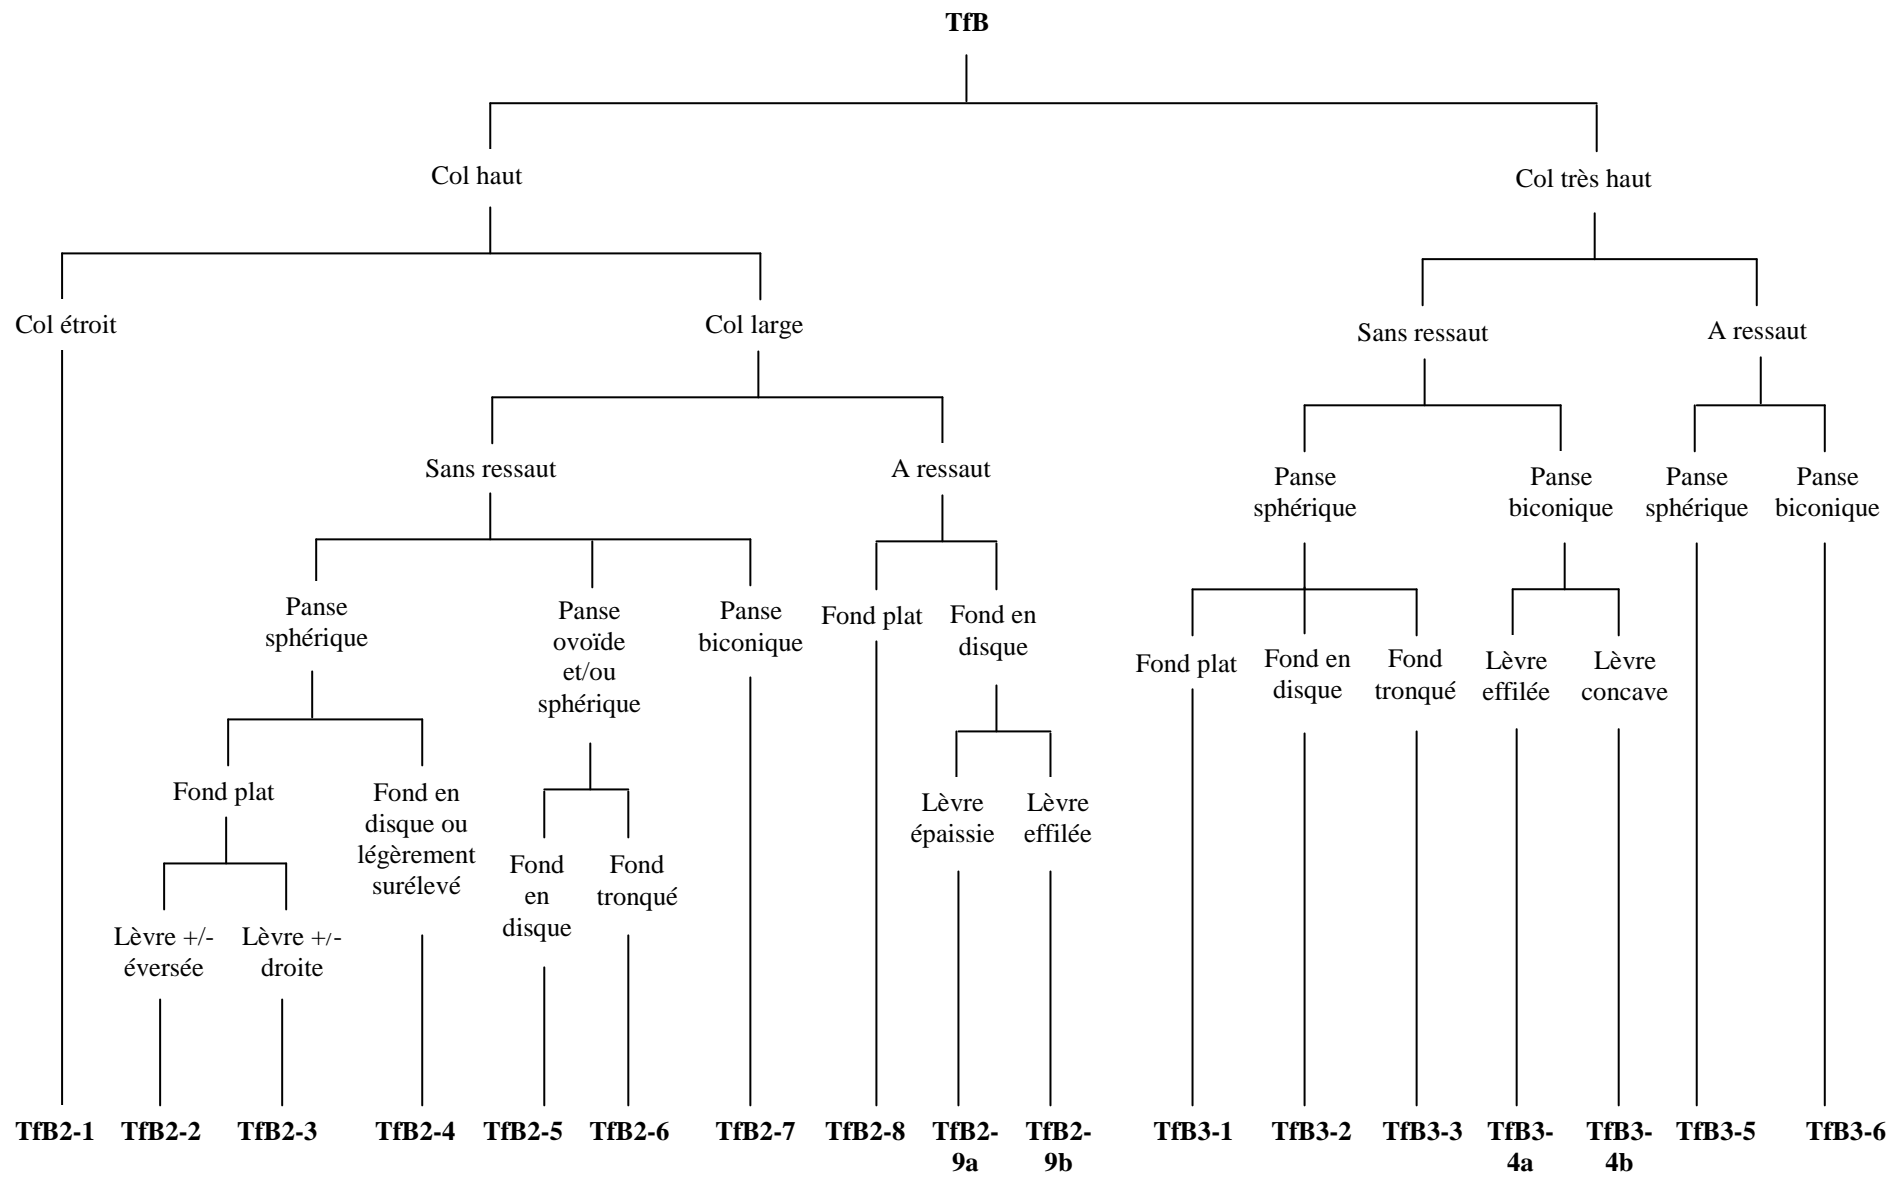 TfB
Col haut
Col très haut
Col étroit
Col large
Sans ressaut
A ressaut
Sans ressaut
A ressaut
Panse
sphérique
Panse
biconique
Panse
sphérique
Panse
biconique
Panse
sphérique
Panse
ovoïde
et/ou
sphérique
Panse
biconique
Fond plat
Fond en
disque
Fond plat
Fond en
disque
Fond
tronqué
Lèvre
effilée
Lèvre
concave
Fond plat
Fond en
disque ou
légèrement
surélevé
Fond
en
disque
Fond
tronqué
Lèvre
épaissie
Lèvre
effilée
Lèvre +/-
éversée
Lèvre +/-
droite
TfB2-1
TfB2-2
TfB2-3
TfB2-4
TfB2-5
TfB2-6
TfB2-7
TfB2-8
TfB2-
9a
TfB2-
9b
TfB3-1
TfB3-2
TfB3-3
TfB3-
4a
TfB3-
4b
TfB3-5
TfB3-6